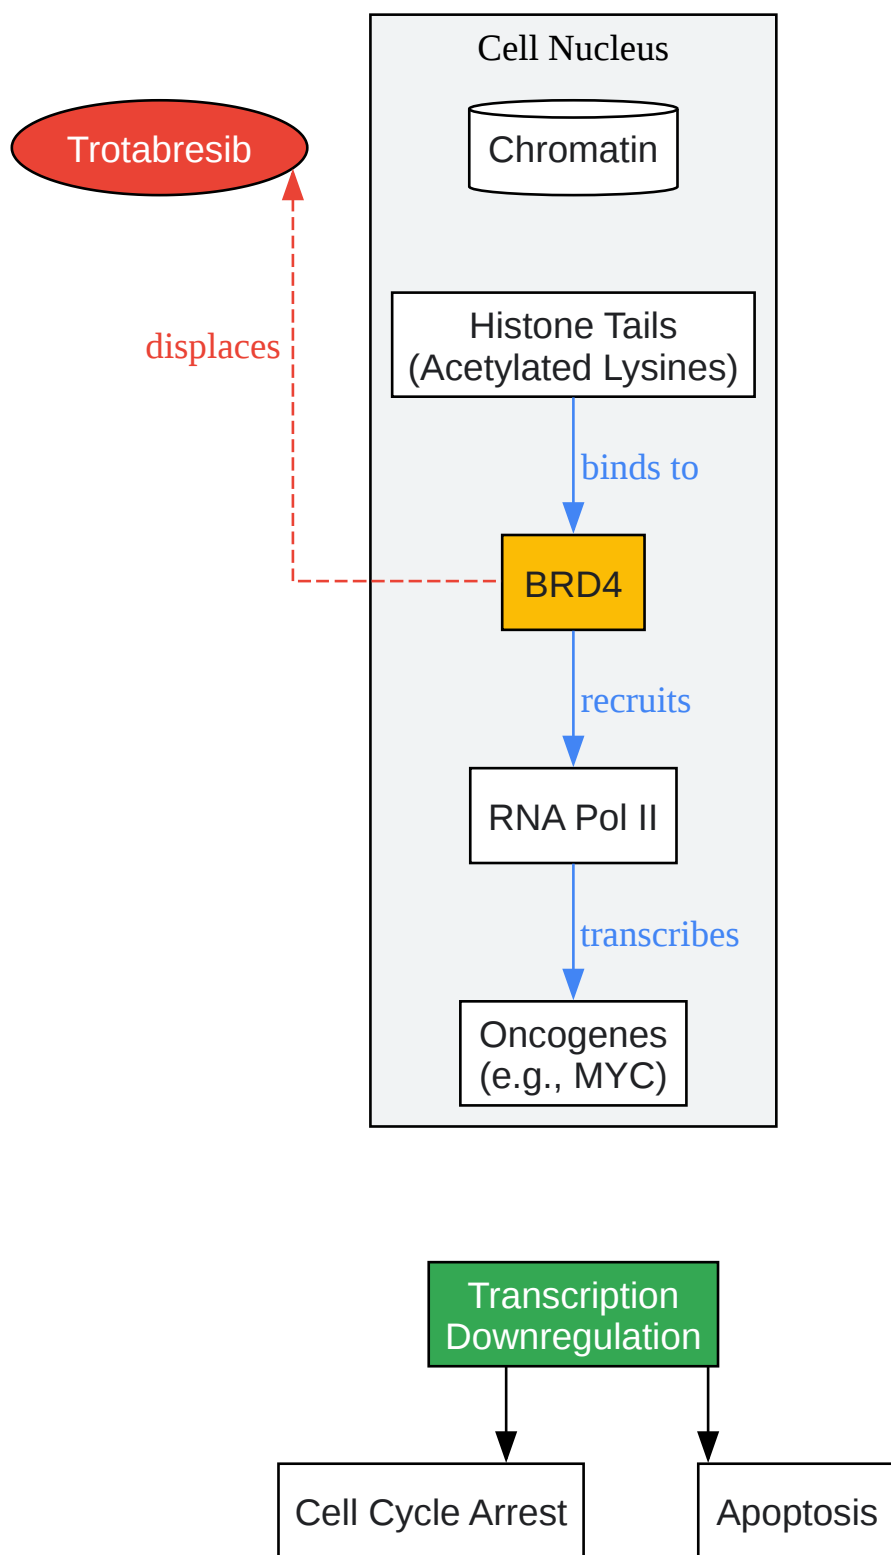 Cell Nucleus
Trotabresib
Chromatin
Histone Tails
(Acetylated Lysines)
displaces
binds to
BRD4
recruits
RNA Pol II
transcribes
Oncogenes
(e.g., MYC)
Transcription
Downregulation
Cell Cycle Arrest
Apoptosis